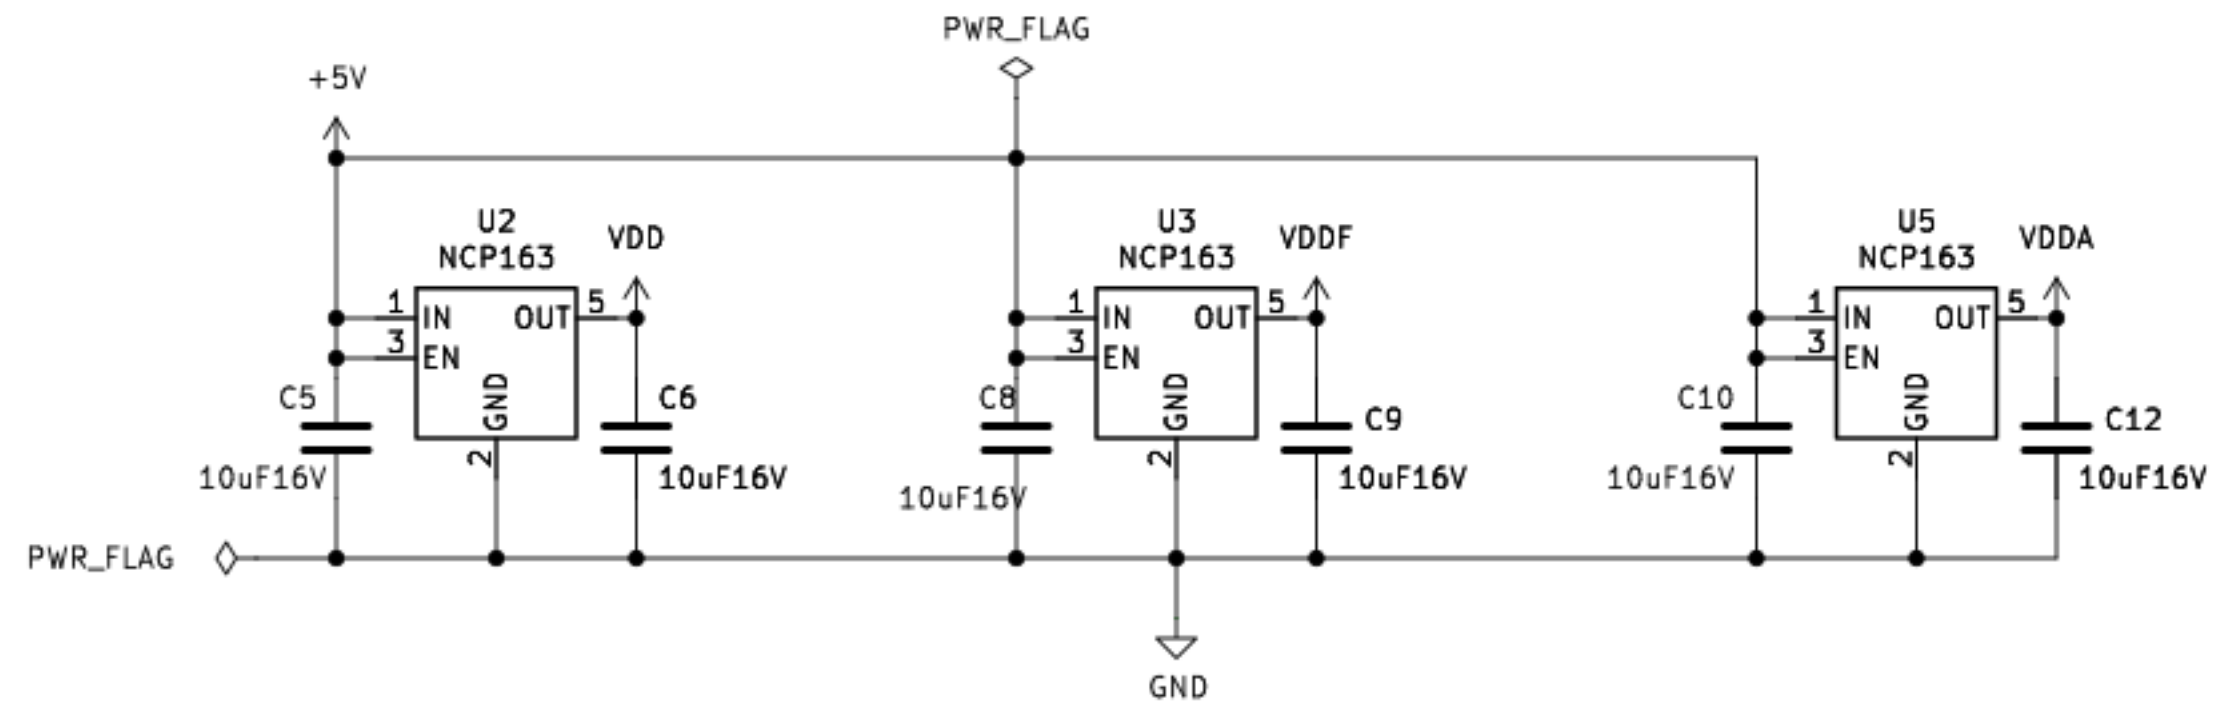 PWR_FLAG
+5V
U2
NCP163
VDD
1
IN
OUT
5
3
EN
GND
2
C5
10uF16V
C6
10uF16V
U3
NCP163
VDDF
1
IN
OUT
5
3
EN
GND
2
C8
10uF16V
C9
10uF16V
U5
NCP163
VDDA
1
IN
OUT
5
3
EN
GND
2
C10
10uF16V
C12
10uF16V
PWR_FLAG
GND